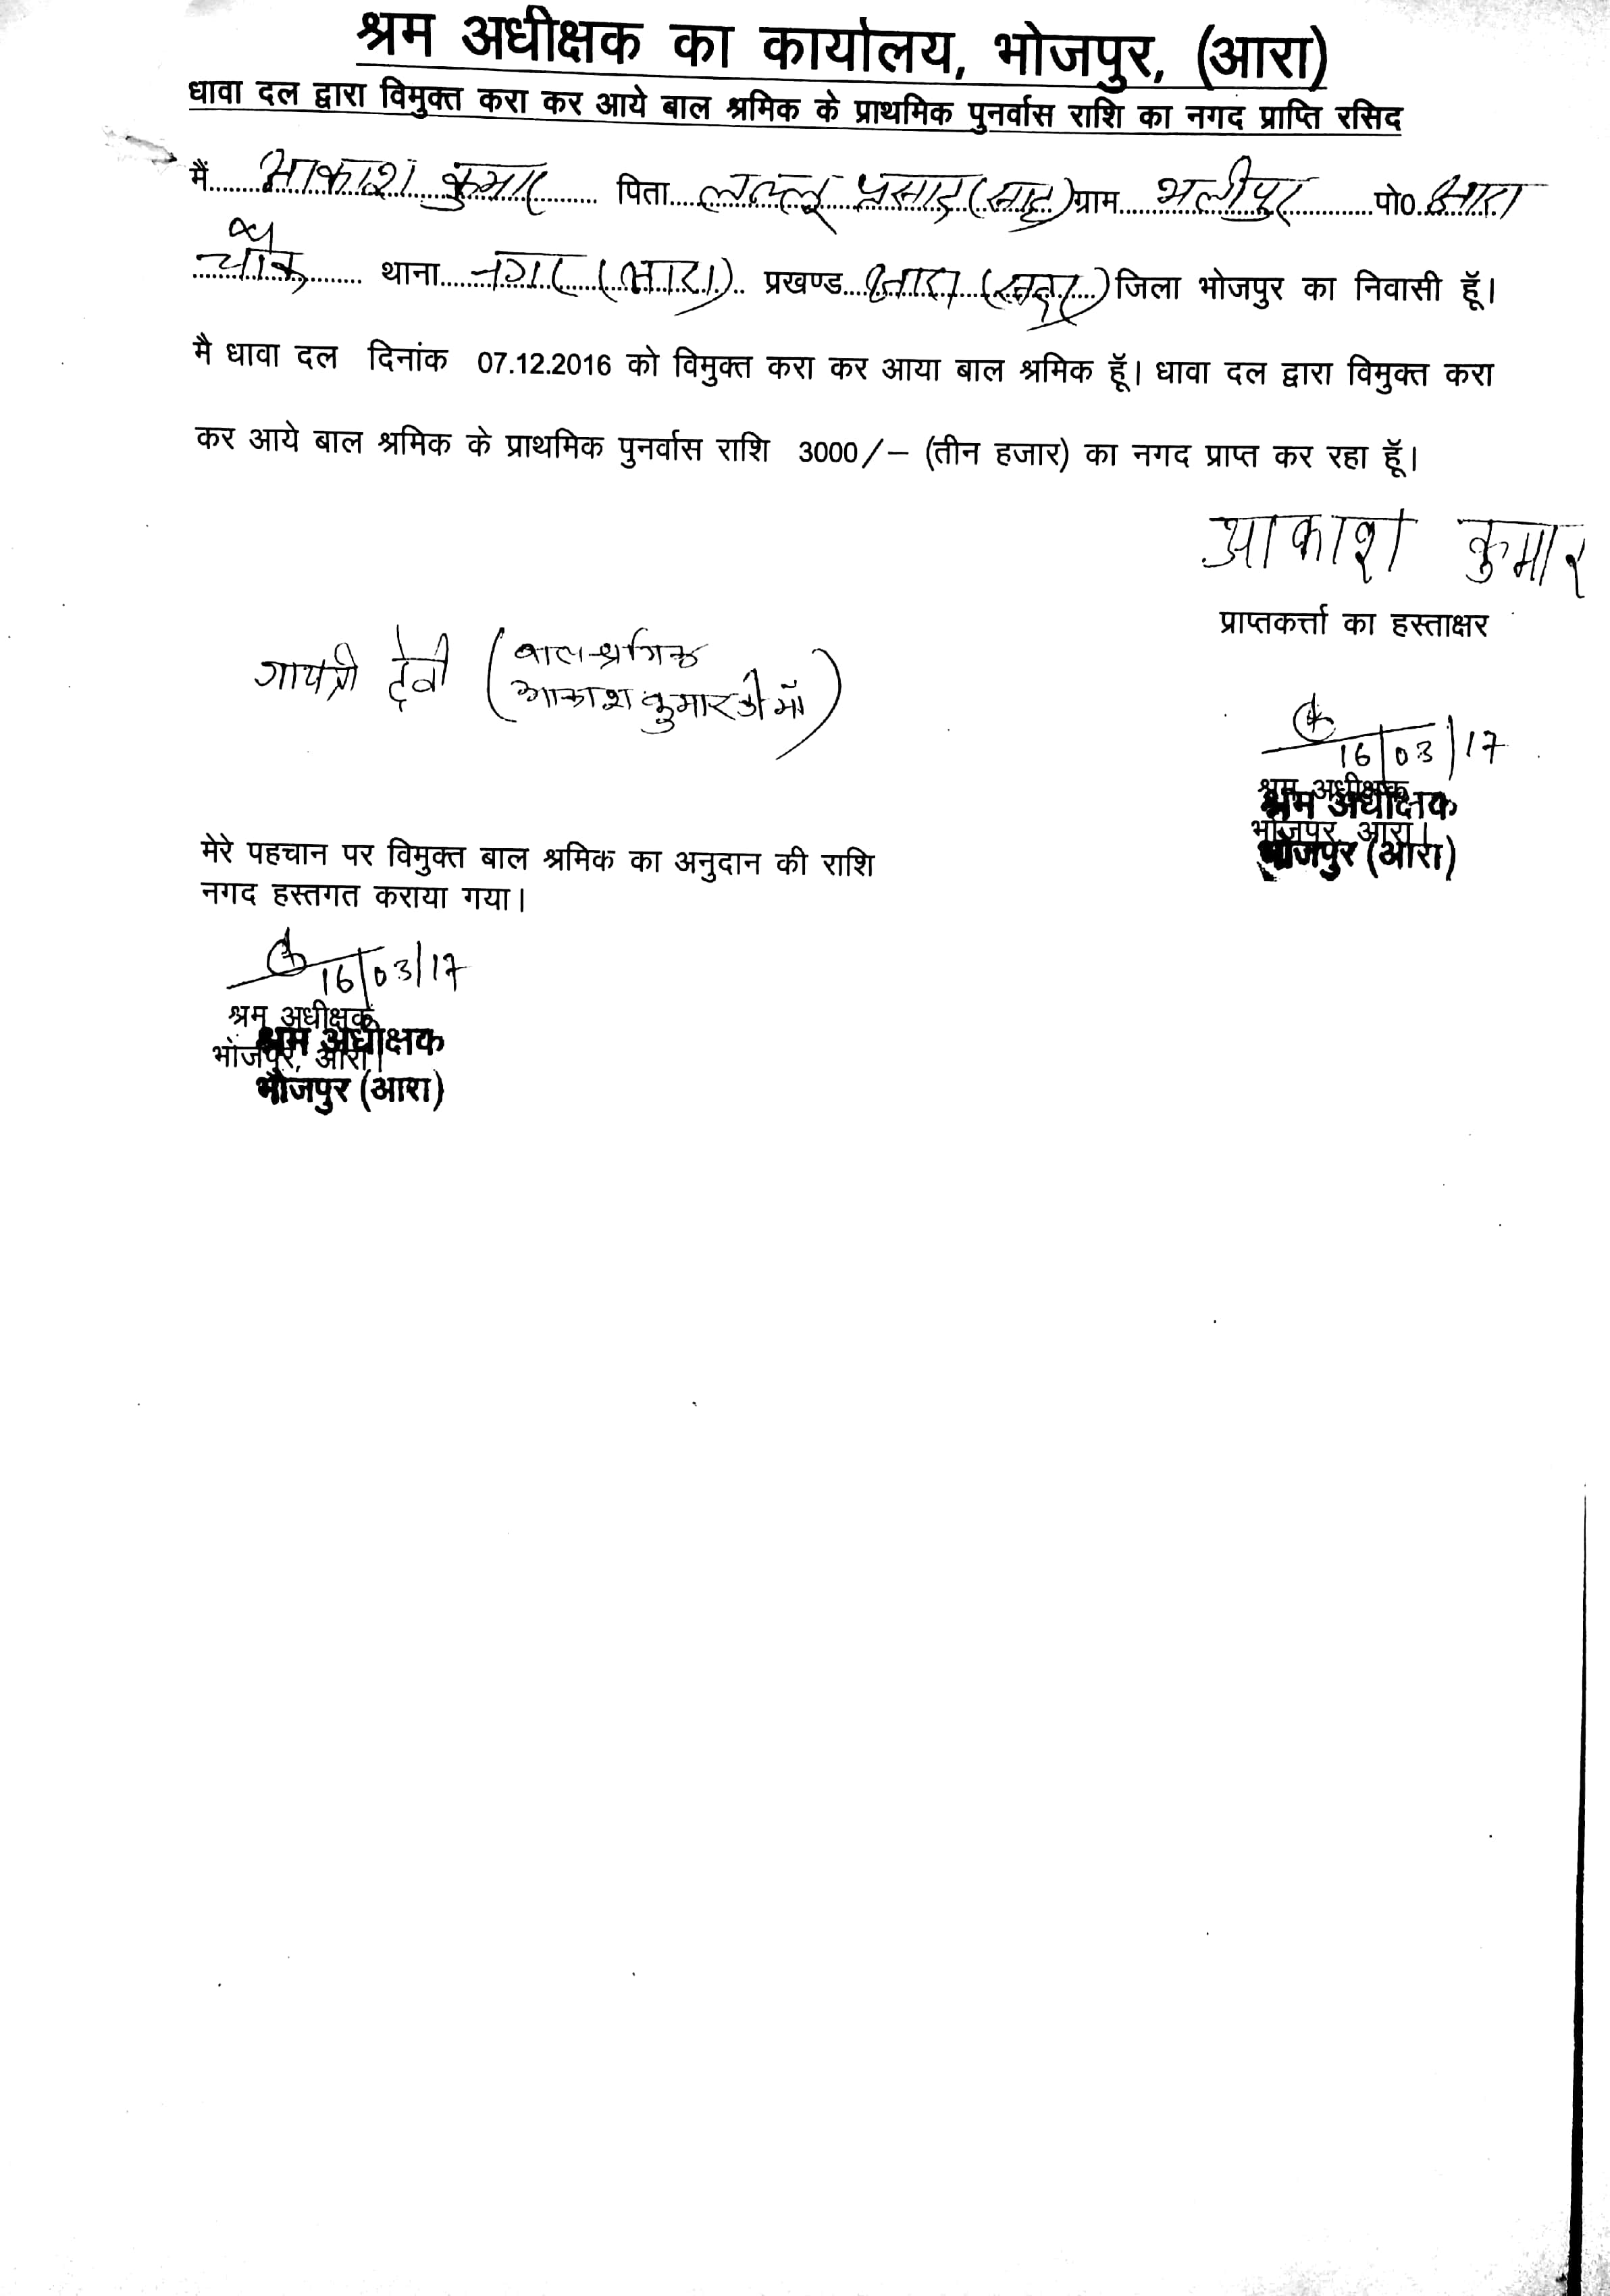 श्रम अधीक्षक का कार्यालय, भोजपुर, (आरा)
धावा दल द्वारा विमुक्त करा कर आये बाल श्रमिक के प्राथमिक पुनर्वास राशि का नगद प्राप्ति रसिद
मैं आकाश कुमार पिता लल्लू प्रसाद (साह) ग्राम भलीपुर पो0 आरा
चौक थाना नगर (आरा) प्रखण्ड आरा (सदर) जिला भोजपुर का निवासी हूँ।
मै धावा दल दिनांक 07.12.2016 को विमुक्त करा कर आया बाल श्रमिक हूँ। धावा दल द्वारा विमुक्त करा
कर आये बाल श्रमिक के प्राथमिक पुनर्वास राशि 3000/– (तीन हजार) का नगद प्राप्त कर रहा हूँ।
आकाश कुमार
प्राप्तकर्त्ता का हस्ताक्षर
गायत्री देवी (बाल श्रमिक
आकाश कुमार की माँ)
16/03/17
श्रम अधीक्षक
श्रम अधीक्षक
भोजपुर, आरा।
भोजपुर (आरा)
मेरे पहचान पर विमुक्त बाल श्रमिक का अनुदान की राशि
नगद हस्तगत कराया गया।
16/03/17
श्रम अधीक्षक
श्रम अधीक्षक
भोजपुर, आरा।
भोजपुर (आरा)